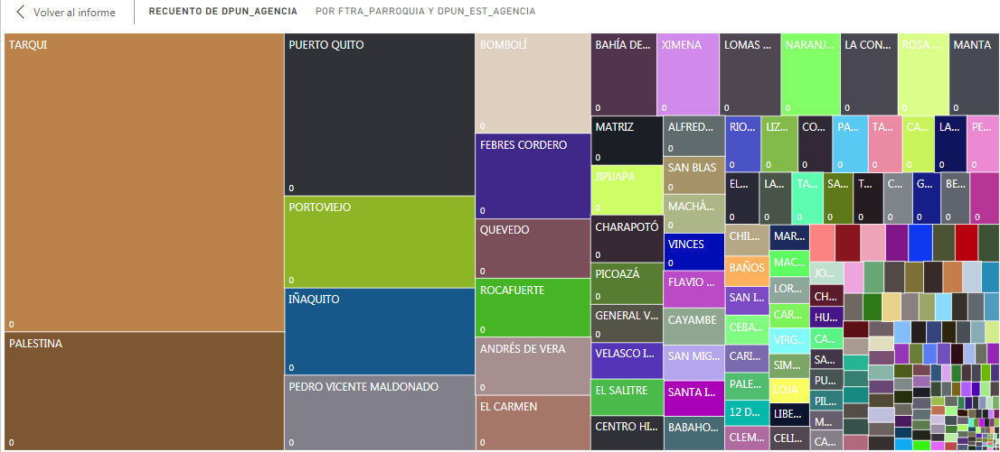 Volver al informe
RECUENTO DE DPUN_AGENCIA
POR FTRA_PARROQUIA Y DPUN_EST_AGENCIA
TARQUI
0
PALESTINA
0
PUERTO QUITO
0
PORTOVIEJO
0
IÑAQUITO
0
PEDRO VICENTE MALDONADO
0
BOMBOLÍ
0
FEBRES CORDERO
0
QUEVEDO
0
ROCAFUERTE
0
ANDRÉS DE VERA
0
EL CARMEN
0
BAHÍA DE...
0
XIMENA
0
LOMAS ...
0
NARANJ...
0
LA CON...
0
ROSA ...
0
MANTA
0
MATRIZ
0
JIPIJAPA
0
CHARAPOTÓ
0
PICOAZÁ
0
GENERAL V...
0
VELASCO I...
0
EL SALITRE
0
CENTRO HI...
0
ALFRED...
0
SAN BLAS
0
MACHÁ...
0
VINCES
0
FLAVIO ...
CAYAMBE
SAN MIG...
SANTA I...
BABAHO...
RIO...
0
LIZ...
0
CO...
0
PA...
0
TA...
0
CA...
0
LA...
0
PE...
0
EL...
0
LA...
0
TA...
0
SA...
0
T...
0
C...
0
G...
0
BE...
0
CHIL...
BAÑOS
SAN I...
CEBA...
CARI...
PALE...
12 D...
CLEM...
MAR...
MAC...
LOR...
CAR...
VIRG...
SIM...
LOJA
LIBE...
CELI...
JO...
CH...
HU...
CA...
SA...
PU...
PIL...
M...
CA...